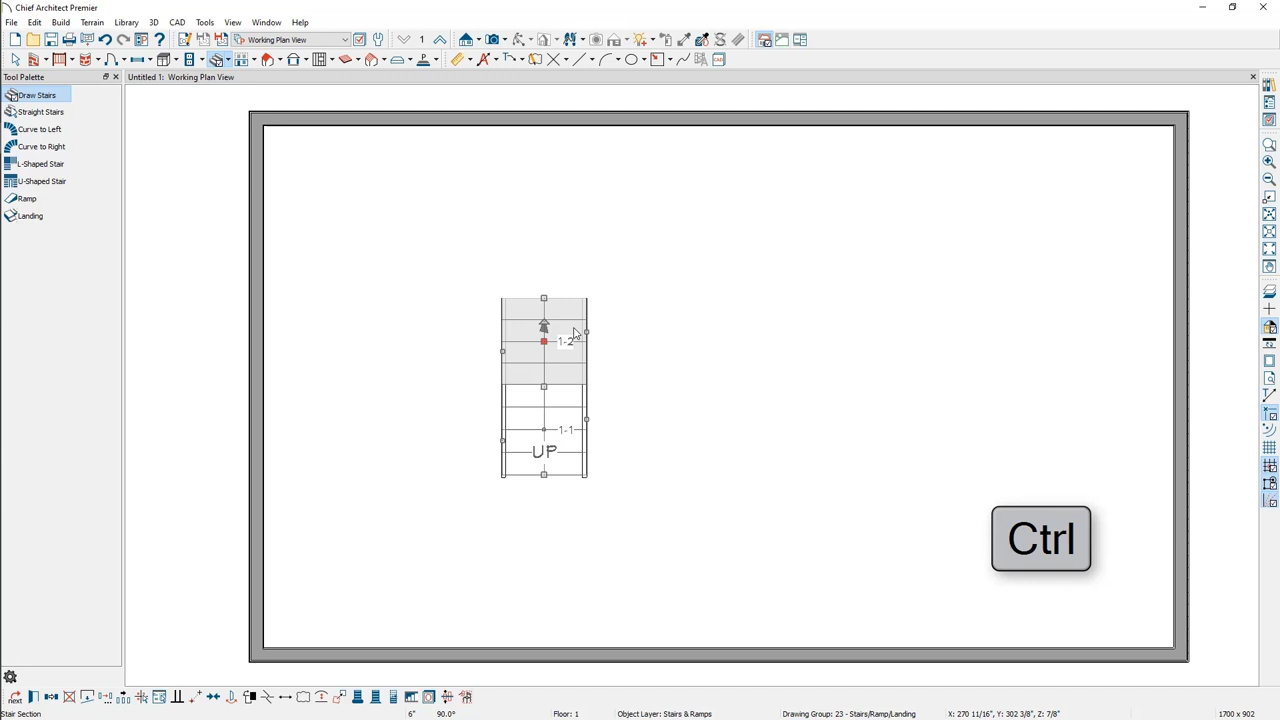 Chief Architect Premier
File Edit Build Terrain Library 3D CAD Tools View Window Help
Working Plan View 1
Tool Palette
Untitled 1: Working Plan View
Draw Stairs
Straight Stairs
Curve to Left
Curve to Right
L-Shaped Stair
U-Shaped Stair
Ramp
Landing
1-2
1-1
UP
Ctrl
next
Stair Section 6" 90.0° Floor: 1 Object Layer: Stairs & Ramps Drawing Group: 23 - Stairs/Ramp/Landing X: 270 11/16", Y: 302 3/8", Z: 7/8" 1700 x 902